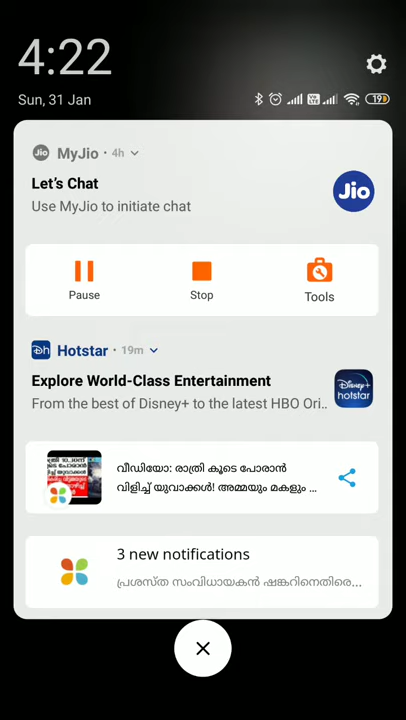 4:22
Sun, 31 Jan
19
Jio MyJio · 4h
Let's Chat
Use MyJio to initiate chat
Jio
Pause
Stop
Tools
Hotstar · 19m
Explore World-Class Entertainment
From the best of Disney+ to the latest HBO Ori..
Disney+
hotstar
വീഡിയോ: രാത്രി കൂടെ പോരാൻ
വിളിച്ച് യുവാക്കൾ! അമ്മയും മകളും ...
3 new notifications
പ്രശസ്ത സംവിധായകൻ ഷങ്കറിനെതിരെ...